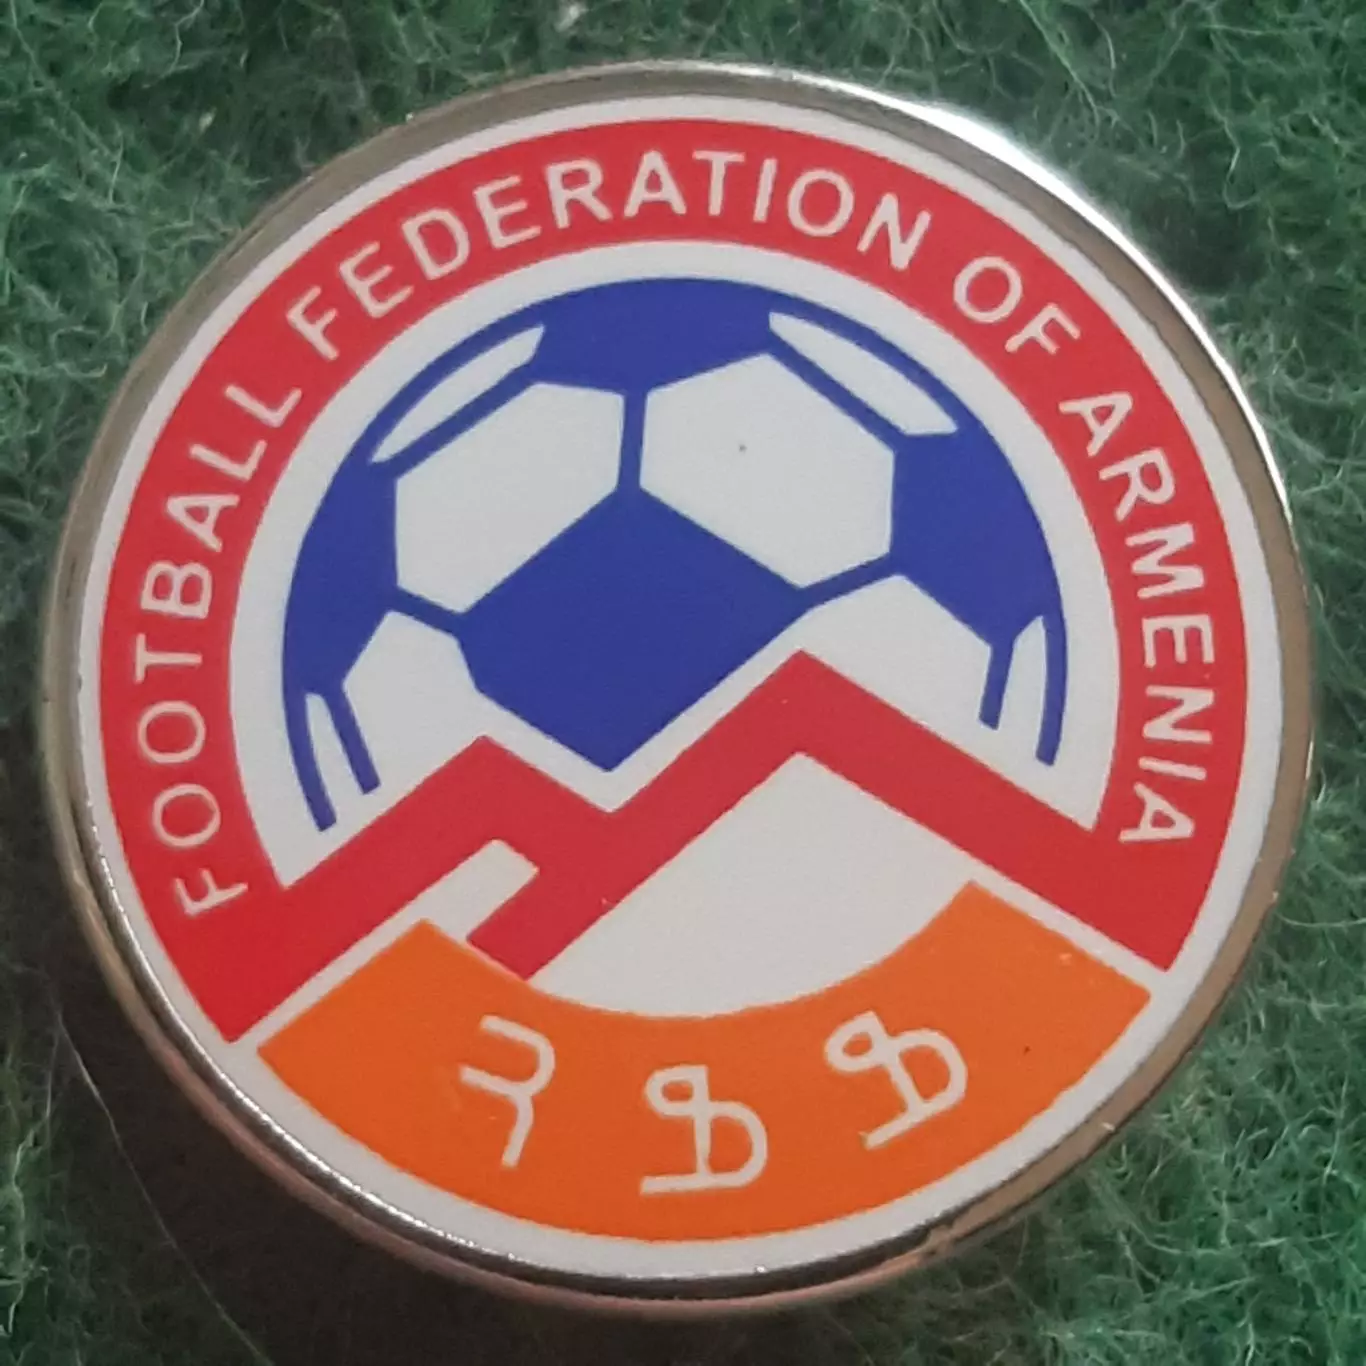 FOOTBALL FEDERATION OF ARMENIA
ՀՖՖ